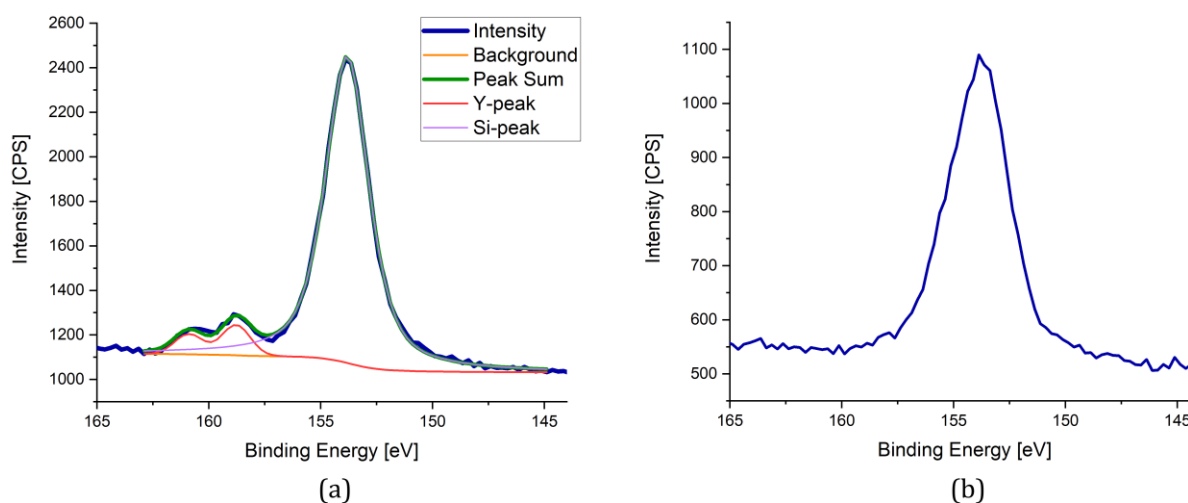 2600
2400
2200
2000
1800
1600
1400
1200
1000
165
160
155
150
145
Intensity [CPS]
Binding Energy [eV]
Intensity
Background
Peak Sum
Y-peak
Si-peak
(a)
1100
1000
900
800
700
600
500
165
160
155
150
145
Intensity [CPS]
Binding Energy [eV]
(b)